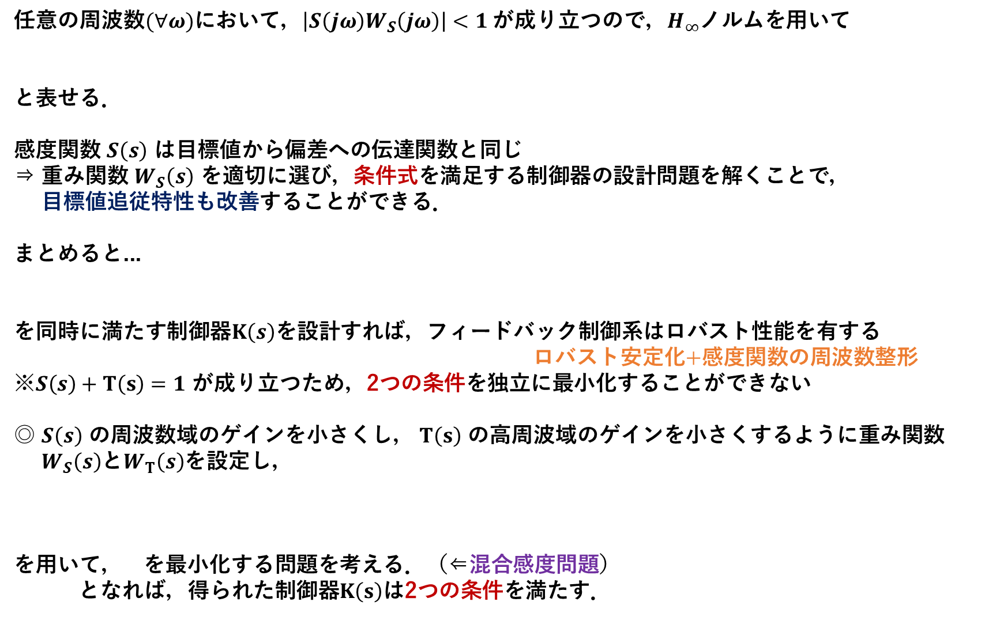 任意の周波数(∀ω)において，|S(jω)W_S(jω)| < 1 が成り立つので，H_∞ノルムを用いて
と表せる．
感度関数 S(s) は目標値から偏差への伝達関数と同じ
⇒ 重み関数 W_S(s) を適切に選び，条件式を満足する制御器の設計問題を解くことで，
目標値追従特性も改善することができる．
まとめると…
を同時に満たす制御器K(s)を設計すれば，フィードバック制御系はロバスト性能を有する
ロバスト安定化+感度関数の周波数整形
※S(s) + T(s) = 1 が成り立つため，2つの条件を独立に最小化することができない
◎ S(s) の周波数域のゲインを小さくし， T(s) の高周波域のゲインを小さくするように重み関数
W_S(s)とW_T(s)を設定し，
を用いて， を最小化する問題を考える．（⇐混合感度問題）
となれば，得られた制御器K(s)は2つの条件を満たす．